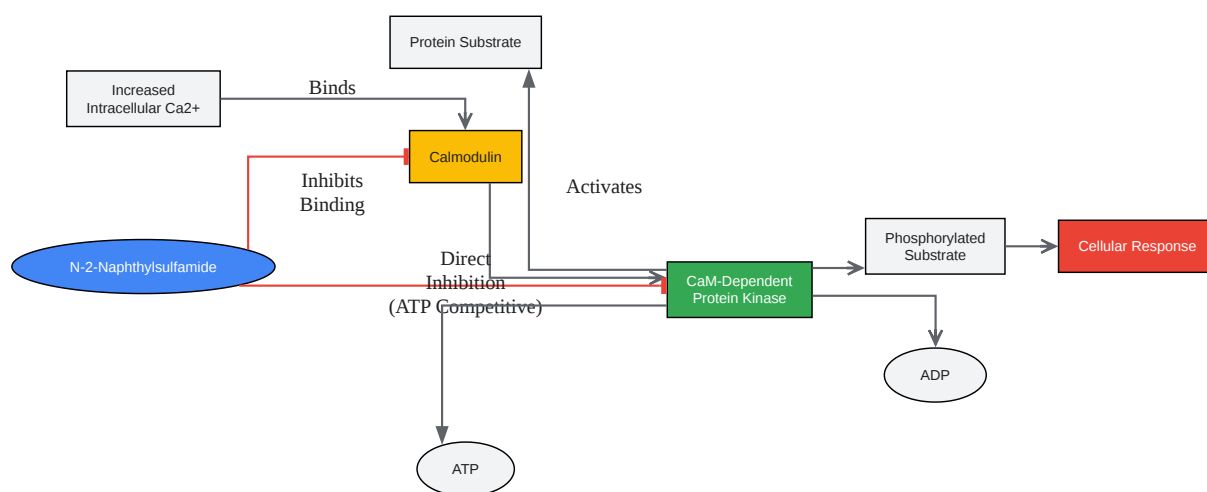 Protein Substrate
Increased
Intracellular Ca2+
Binds
Calmodulin
Inhibits
Binding
Activates
N-2-Naphthylsulfamide
Direct
Inhibition
(ATP Competitive)
CaM-Dependent
Protein Kinase
Phosphorylated
Substrate
Cellular Response
ADP
ATP